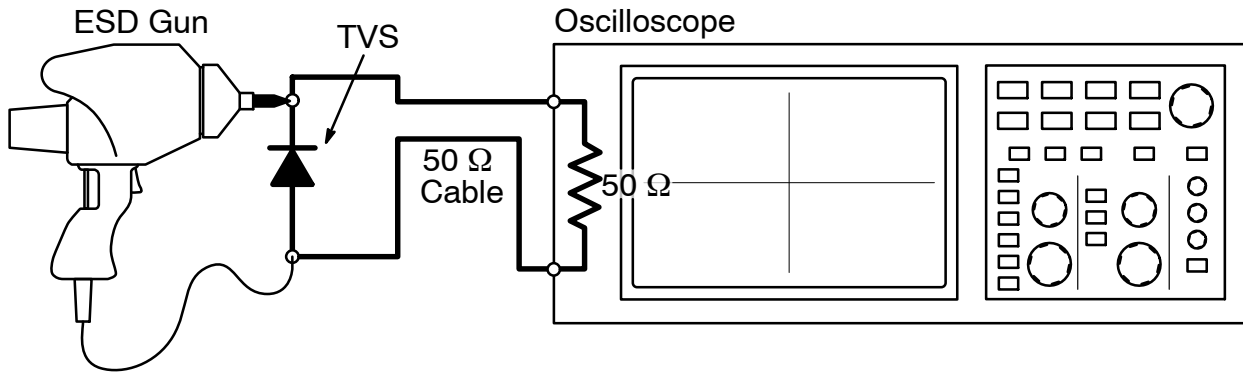 ESD Gun
TVS
Oscilloscope
50 Ω
Cable
50 Ω